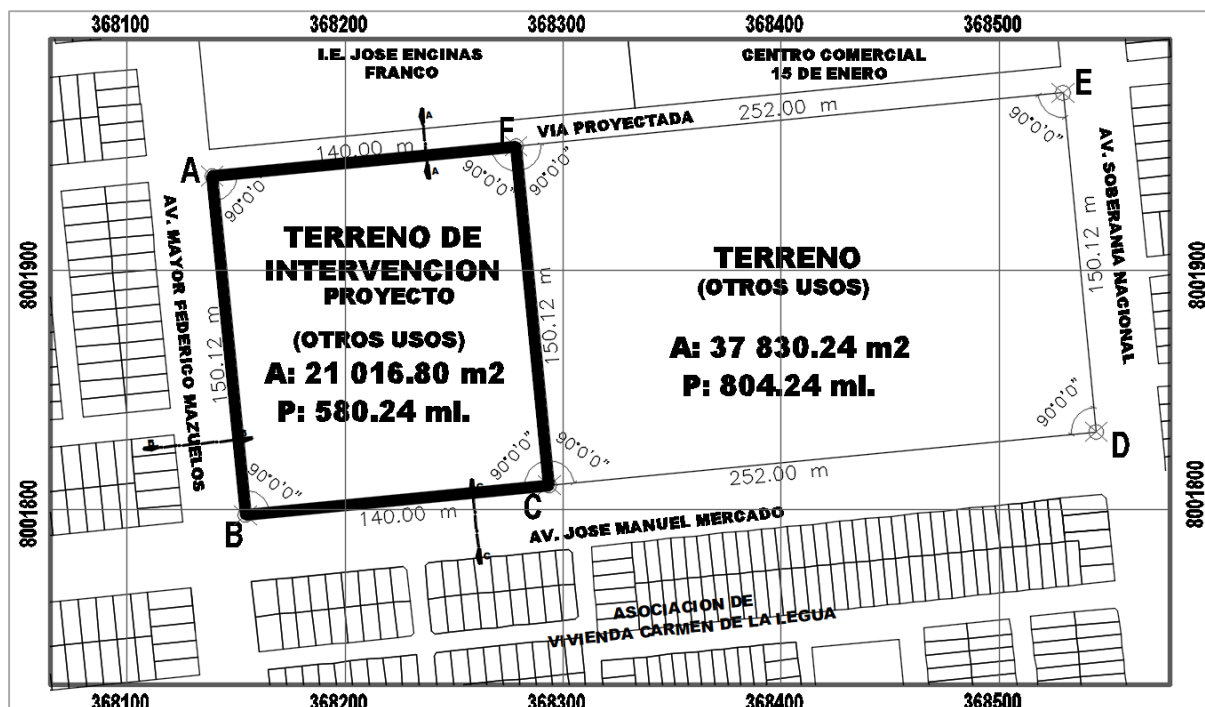 368100 368200 368300 368400 368500
I.E. JOSE ENCINAS
FRANCO
CENTRO COMERCIAL
15 DE ENERO
E
252.00 m
90°0'0"
VIA PROYECTADA
F
A
140.00 m
A
A
90°0'0"
90°0'0"
90°0'0"
AV. MAYOR FEDERICO MAZUELOS
AV. SOBERANIA NACIONAL
8001900
8001900
TERRENO DE
INTERVENCION
PROYECTO
(OTROS USOS)
A: 21 016.80 m2
P: 580.24 ml.
TERRENO
(OTROS USOS)
A: 37 830.24 m2
P: 804.24 ml.
150.12 m
150.12 m
150.12 m
90°0'0"
D
B
90°0'0"
90°0'0"
90°0'0"
252.00 m
C
C
C
B
140.00 m
8001800
8001800
AV. JOSE MANUEL MERCADO
ASOCIACION DE
VIVIENDA CARMEN DE LA LEGUA
368100 368200 368300 368400 368500